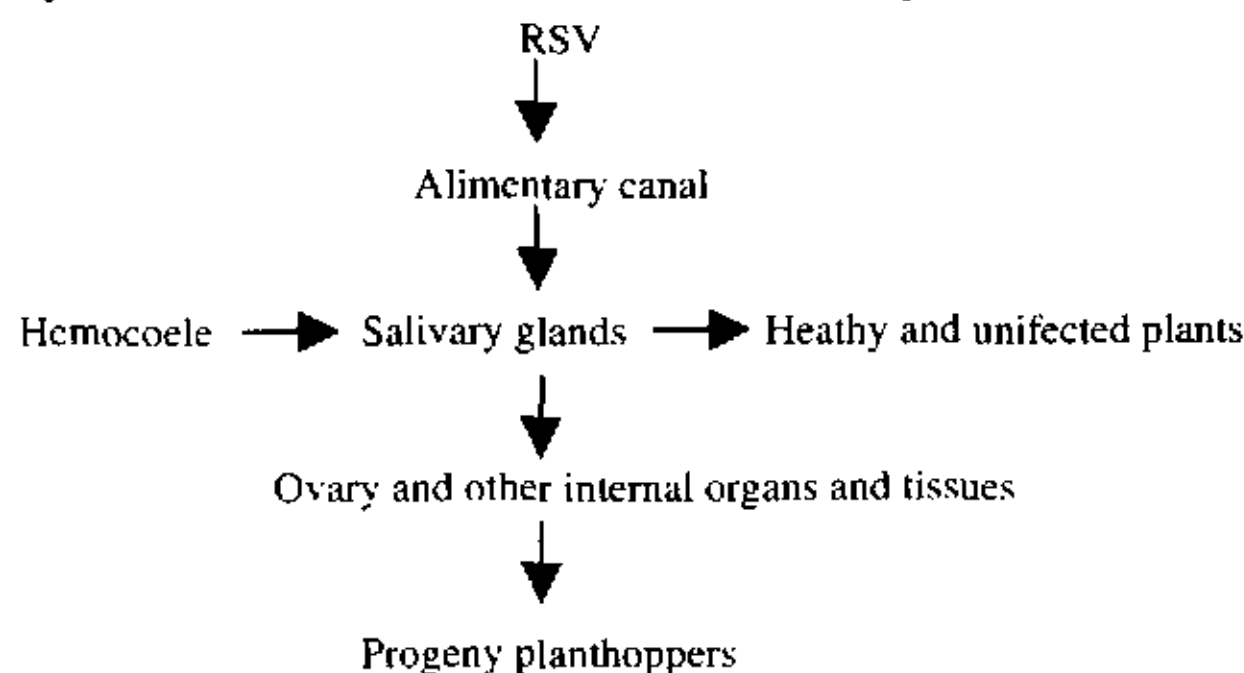 RSV
Alimentary canal
Hemocoele Salivary glands Heathy and unifected plants
Ovary and other internal organs and tissues
Progeny planthoppers